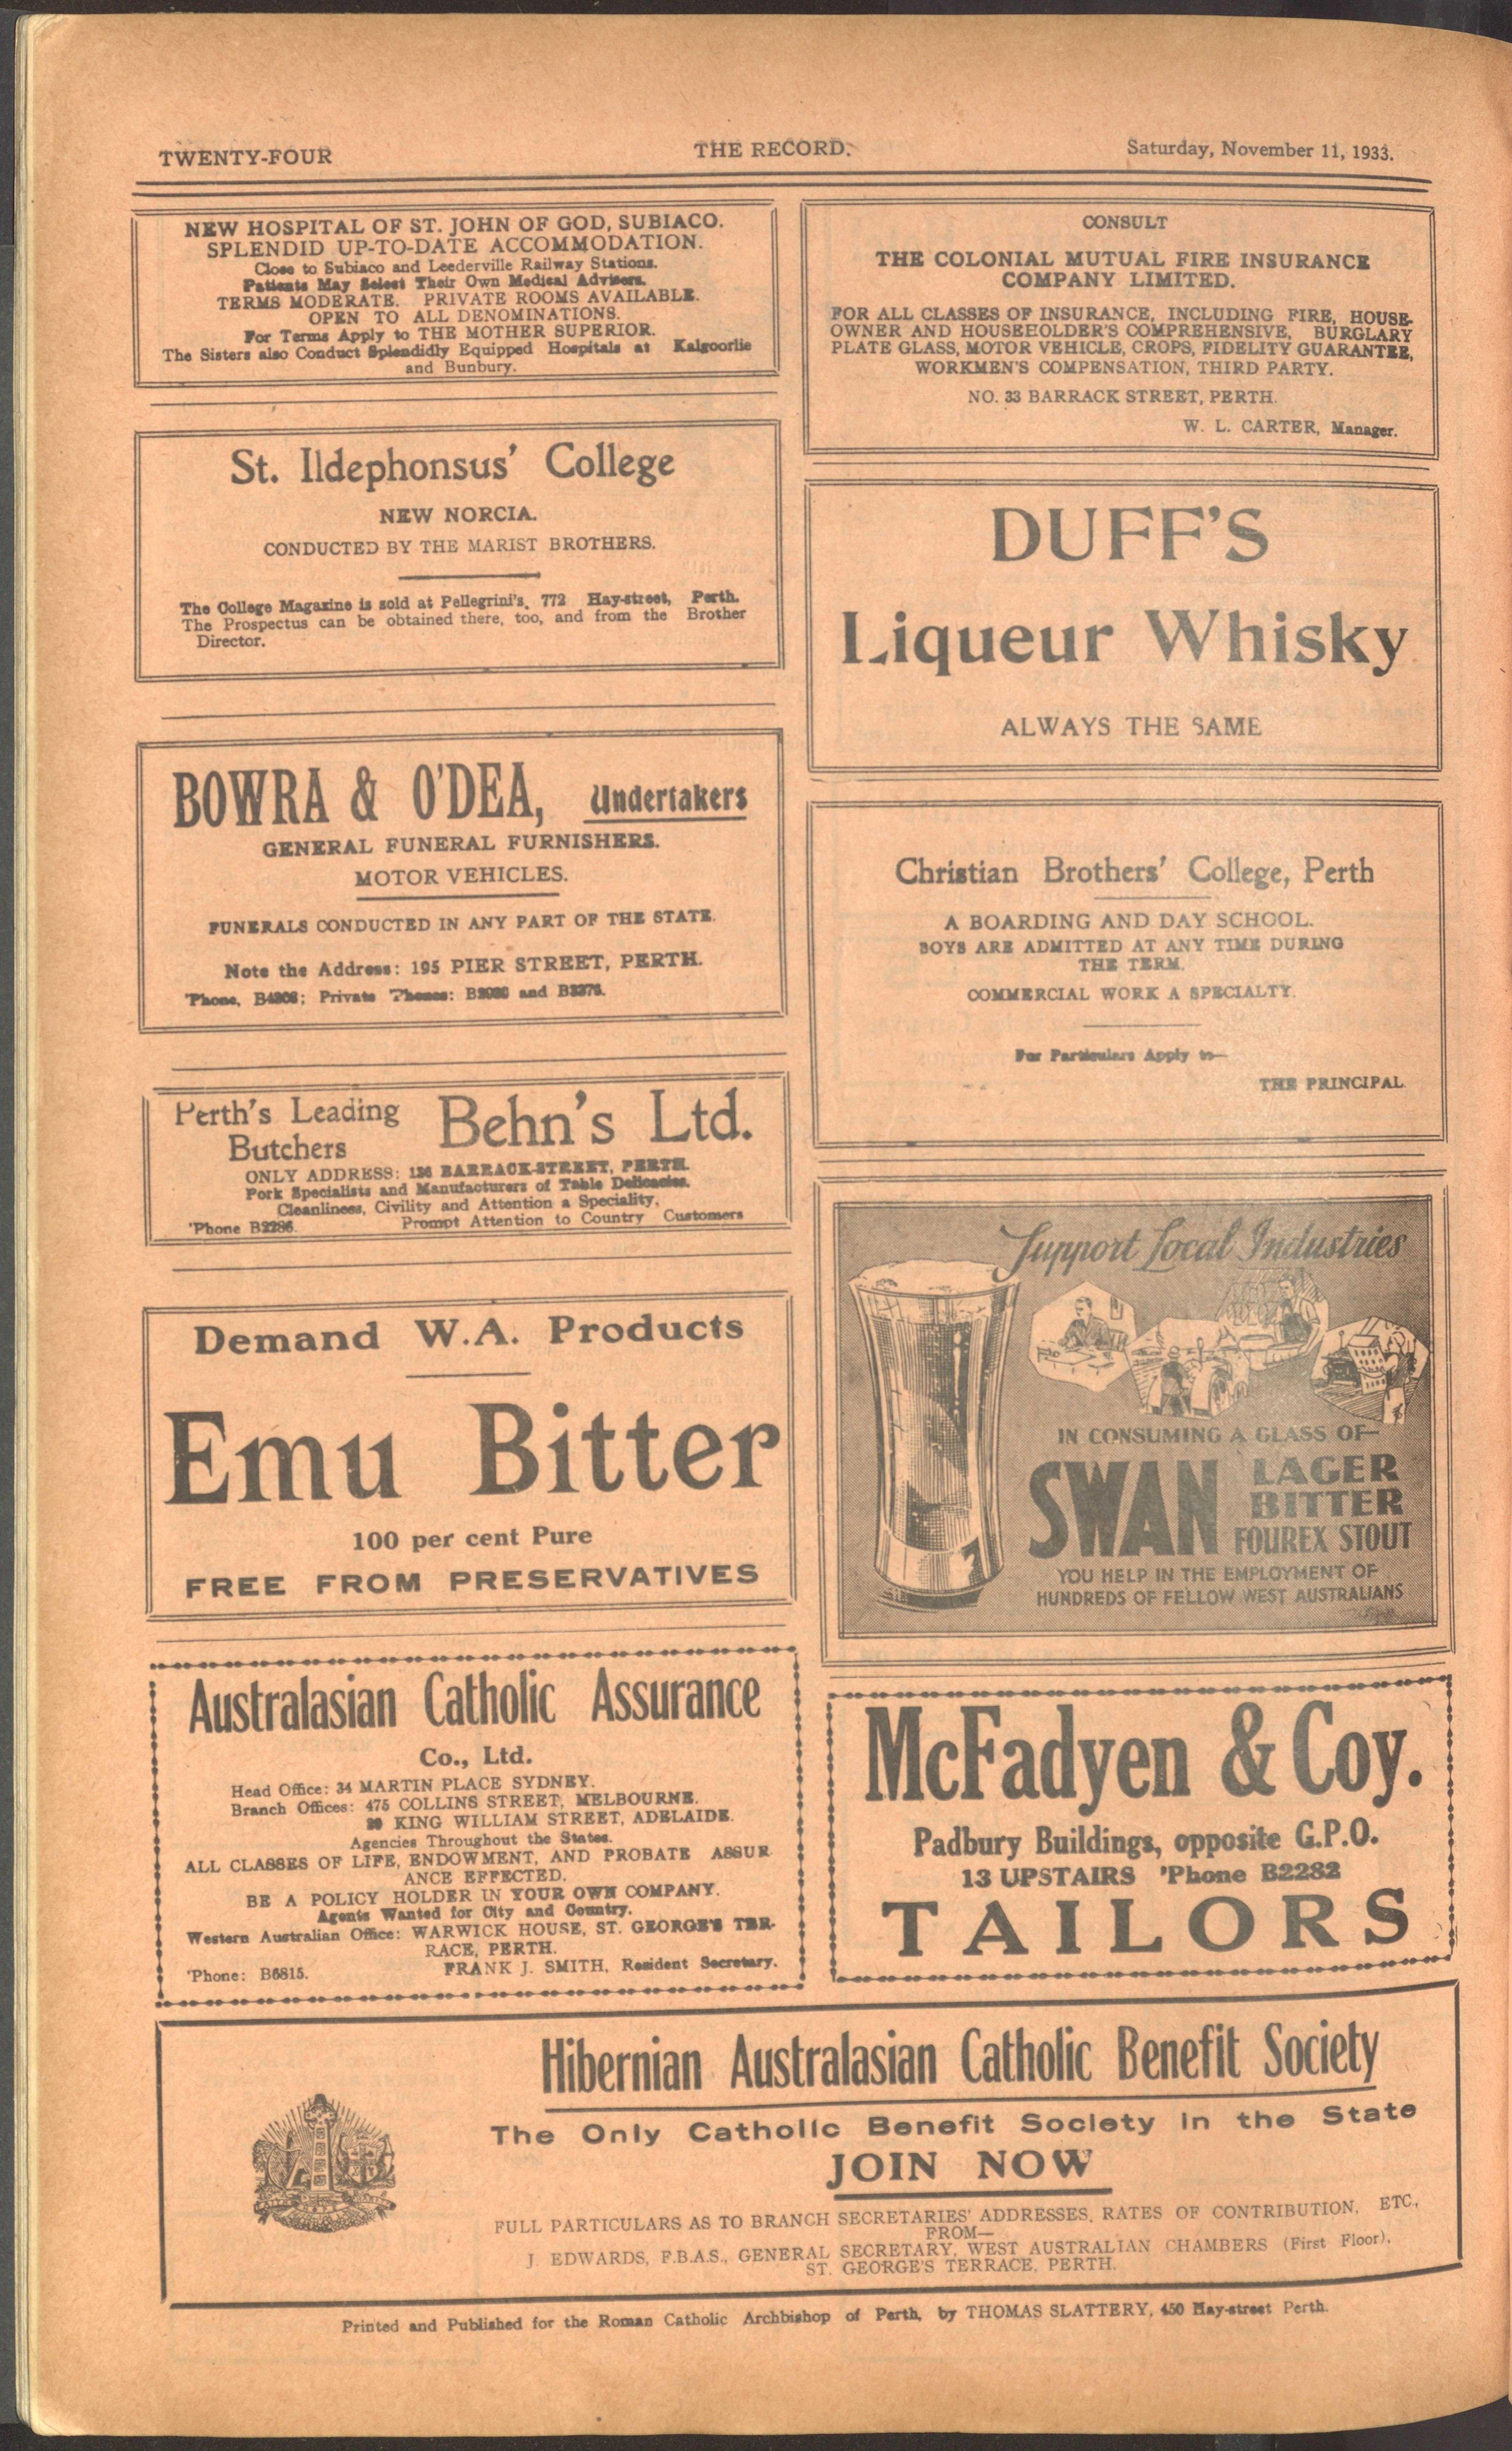 TWENTY-FOUR
THE RECORD.
Saturday, November 11, 1933.
NEW HOSPITAL OF ST. JOHN OF GOD, SUBIACO.
SPLENDID UP-TO-DATE ACCOMMODATION.
Close to Subiaco and Leederville Railway Stations.
Patients May Select Their Own Medical Advisers.
TERMS MODERATE. PRIVATE ROOMS AVAILABLE.
OPEN TO ALL DENOMINATIONS.
For Terms Apply to THE MOTHER SUPERIOR.
The Sisters also Conduct Splendidly Equipped Hospitals at Kalgoorlie
and Bunbury.
St. Ildephonsus' College
NEW NORCIA.
CONDUCTED BY THE MARIST BROTHERS.
The College Magazine is sold at Pellegrini's, 772 Hay-street, Perth.
The Prospectus can be obtained there, too, and from the Brother
Director.
BOWRA & O'DEA, Undertakers
GENERAL FUNERAL FURNISHERS.
MOTOR VEHICLES.
FUNERALS CONDUCTED IN ANY PART OF THE STATE.
Note the Address: 195 PIER STREET, PERTH.
'Phone, B4308; Private 'Phones: and B3376.
Perth's Leading
Butchers
Behn's Ltd.
ONLY ADDRESS: 136 BARRACK-STREET, PERTH.
Pork Specialists and Manufacturers of Table Delicacies.
Cleanliness, Civility and Attention a Speciality,
'Phone B2286. Prompt Attention to Country Customers
Demand W.A. Products
Emu Bitter
100 per cent Pure
FREE FROM PRESERVATIVES
Australasian Catholic Assurance
Co., Ltd.
Head Office: 34 MARTIN PLACE SYDNEY.
Branch Offices: 475 COLLINS STREET, MELBOURNE.
20 KING WILLIAM STREET, ADELAIDE.
Agencies Throughout the States.
ALL CLASSES OF LIFE, ENDOWMENT, AND PROBATE ASSUR
ANCE EFFECTED.
BE A POLICY HOLDER IN YOUR OWN COMPANY.
Agents Wanted for City and Country.
Western Australian Office: WARWICK HOUSE, ST. GEORGE'S TER-
RACE, PERTH.
'Phone: B6815. FRANK J. SMITH, Resident Secretary.
CONSULT
THE COLONIAL MUTUAL FIRE INSURANCE
COMPANY LIMITED.
FOR ALL CLASSES OF INSURANCE, INCLUDING FIRE, HOUSE-
OWNER AND HOUSEHOLDER'S COMPREHENSIVE, BURGLARY
PLATE GLASS, MOTOR VEHICLE, CROPS, FIDELITY GUARANTEE,
WORKMEN'S COMPENSATION, THIRD PARTY.
NO. 33 BARRACK STREET, PERTH.
W. L. CARTER, Manager.
DUFF'S
Liqueur Whisky
ALWAYS THE SAME
Christian Brothers' College, Perth
A BOARDING AND DAY SCHOOL.
BOYS ARE ADMITTED AT ANY TIME DURING
THE TERM.
COMMERCIAL WORK A SPECIALTY.
For Particulars Apply to—
THE PRINCIPAL
Support Local Industries
IN CONSUMING A GLASS OF—
SWAN LAGER
BITTER
FOUREX STOUT
YOU HELP IN THE EMPLOYMENT OF
HUNDREDS OF FELLOW WEST AUSTRALIANS
McFadyen & Coy.
Padbury Buildings, opposite G.P.O.
13 UPSTAIRS 'Phone B2282
TAILORS
Hibernian Australasian Catholic Benefit Society
The Only Catholic Benefit Society in the State
JOIN NOW
FULL PARTICULARS AS TO BRANCH SECRETARIES' ADDRESSES, RATES OF CONTRIBUTION, ETC.,
FROM—
J. EDWARDS, F.B.A.S., GENERAL SECRETARY, WEST AUSTRALIAN CHAMBERS (First Floor),
ST. GEORGE'S TERRACE, PERTH.
Printed and Published for the Roman Catholic Archbishop of Perth, by THOMAS SLATTERY, 450 Hay-street Perth.